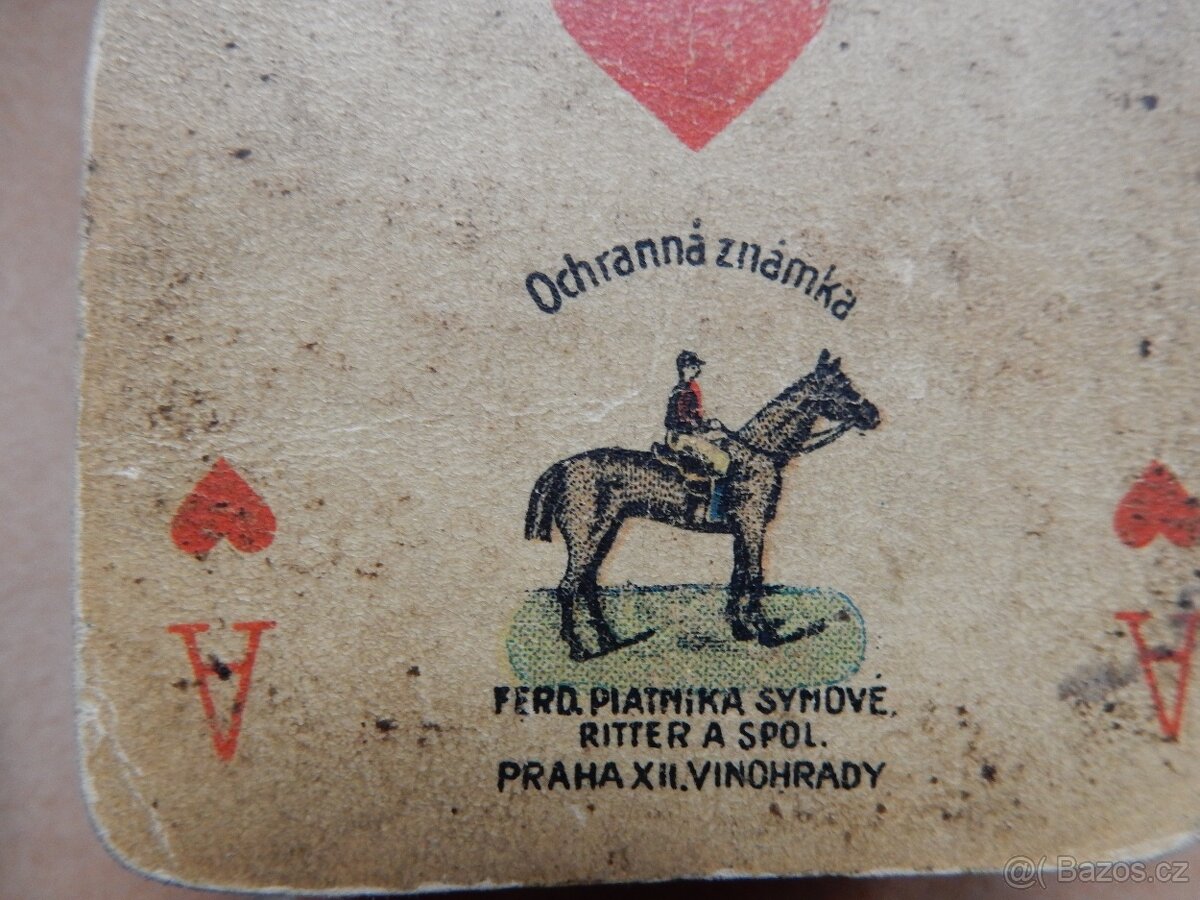 Ochranná známka
A A
FERD. PIATNIKA SYNOVÉ,
RITTER A SPOL.
PRAHA XII. VINOHRADY
@( Bazos.cz